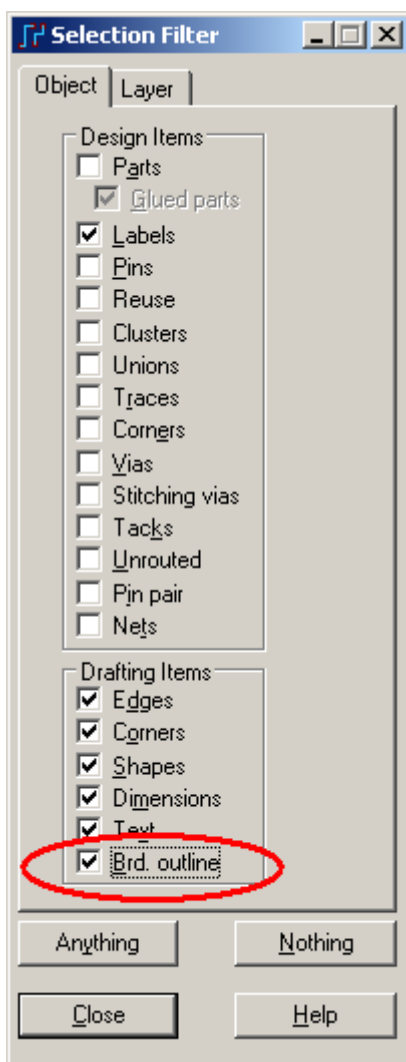 Selection Filter
Object Layer
Design Items
Parts
Glued parts
Labels
Pins
Reuse
Clusters
Unions
Traces
Corners
Vias
Stitching vias
Tacks
Unrouted
Pin pair
Nets
Drafting Items
Edges
Corners
Shapes
Dimensions
Text
Brd. outline
Anything Nothing
Close Help